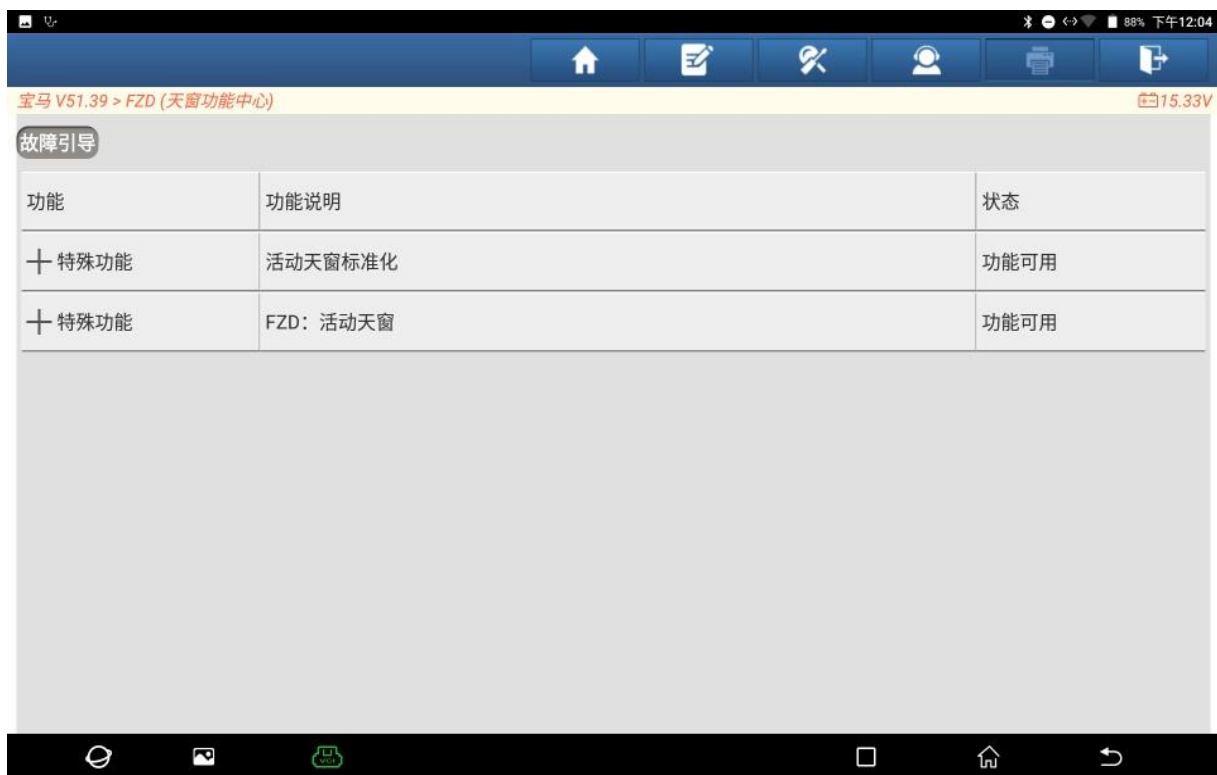 88% 下午12:04
宝马 V51.39 > FZD (天窗功能中心) 15.33V
故障引导
功能 功能说明 状态
特殊功能 活动天窗标准化 功能可用
特殊功能 FZD：活动天窗 功能可用
VCI